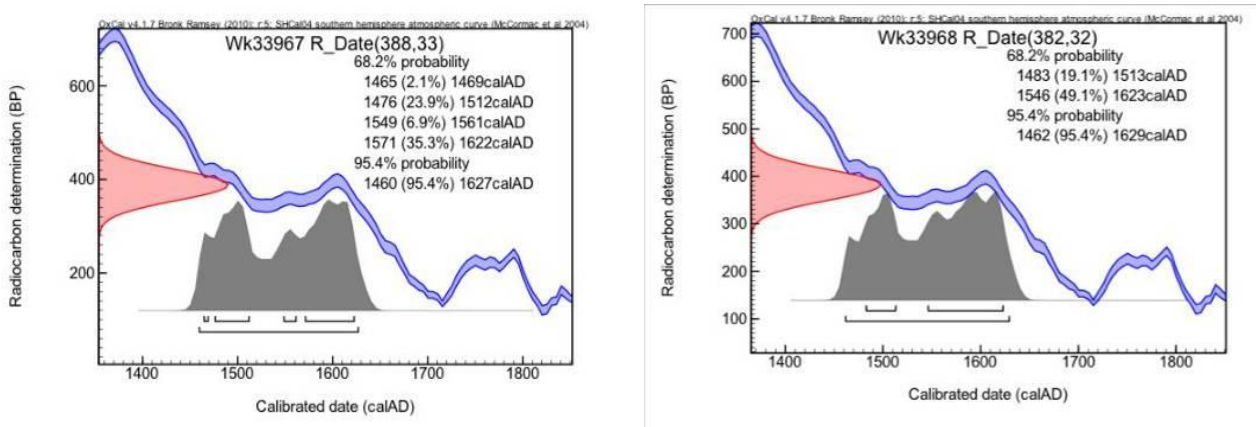 OxCal v4.1.7 Bronk Ramsey (2010); r:5; SHCal04 southern hemisphere atmospheric curve (McCormac et al 2004)
Wk33967 R_Date(388,33)
68.2% probability
1465 (2.1%) 1469calAD
1476 (23.9%) 1512calAD
1549 (6.9%) 1561calAD
1571 (35.3%) 1622calAD
95.4% probability
1460 (95.4%) 1627calAD
Radiocarbon determination (BP)
600
400
200
1400 1500 1600 1700 1800
Calibrated date (calAD)
OxCal v4.1.7 Bronk Ramsey (2010); r:5; SHCal04 southern hemisphere atmospheric curve (McCormac et al 2004)
Wk33968 R_Date(382,32)
68.2% probability
1483 (19.1%) 1513calAD
1546 (49.1%) 1623calAD
95.4% probability
1462 (95.4%) 1629calAD
Radiocarbon determination (BP)
700
600
500
400
300
200
100
1400 1500 1600 1700 1800
Calibrated date (calAD)